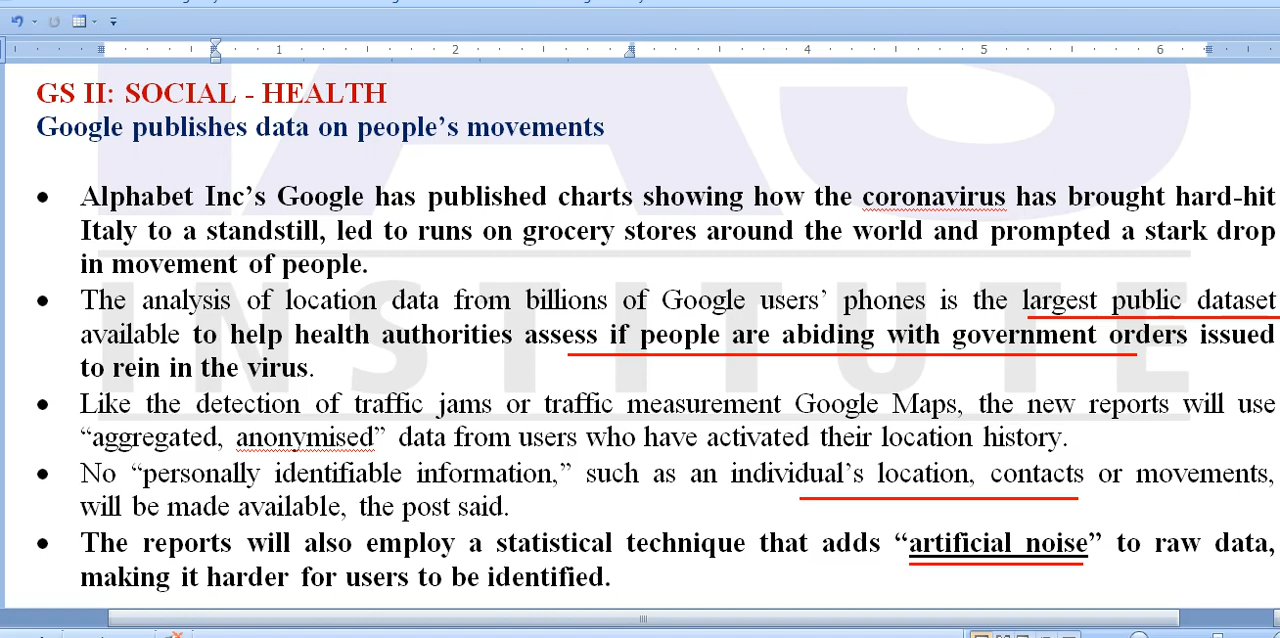 1 2 4 5 6
GS II: SOCIAL - HEALTH
Google publishes data on people’s movements
• Alphabet Inc’s Google has published charts showing how the coronavirus has brought hard-hit
Italy to a standstill, led to runs on grocery stores around the world and prompted a stark drop
in movement of people.
• The analysis of location data from billions of Google users’ phones is the largest public dataset
available to help health authorities assess if people are abiding with government orders issued
to rein in the virus.
• Like the detection of traffic jams or traffic measurement Google Maps, the new reports will use
“aggregated, anonymised” data from users who have activated their location history.
• No “personally identifiable information,” such as an individual’s location, contacts or movements,
will be made available, the post said.
• The reports will also employ a statistical technique that adds “artificial noise” to raw data,
making it harder for users to be identified.
IAS
INSTITUTE